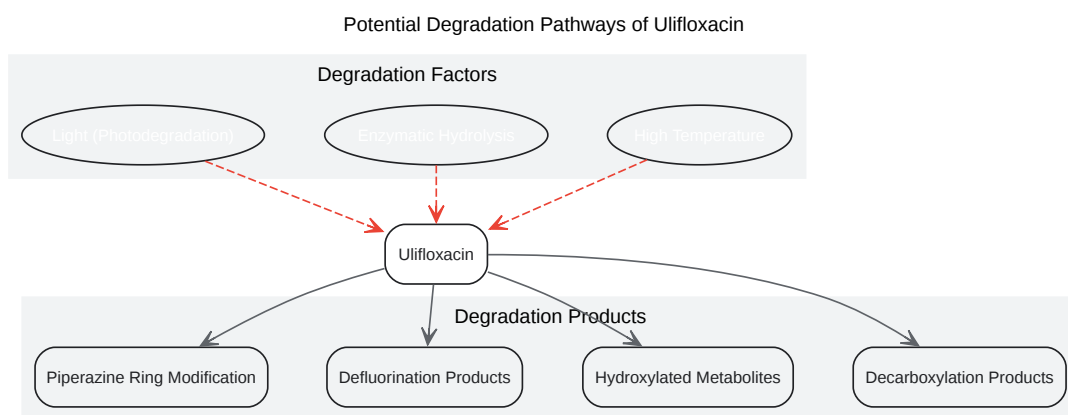 Potential Degradation Pathways of Ulifloxacin
Degradation Factors
Light (Photodegradation)
Enzymatic Hydrolysis
High Temperature
Ulifloxacin
Degradation Products
Piperazine Ring Modification
Defluorination Products
Hydroxylated Metabolites
Decarboxylation Products